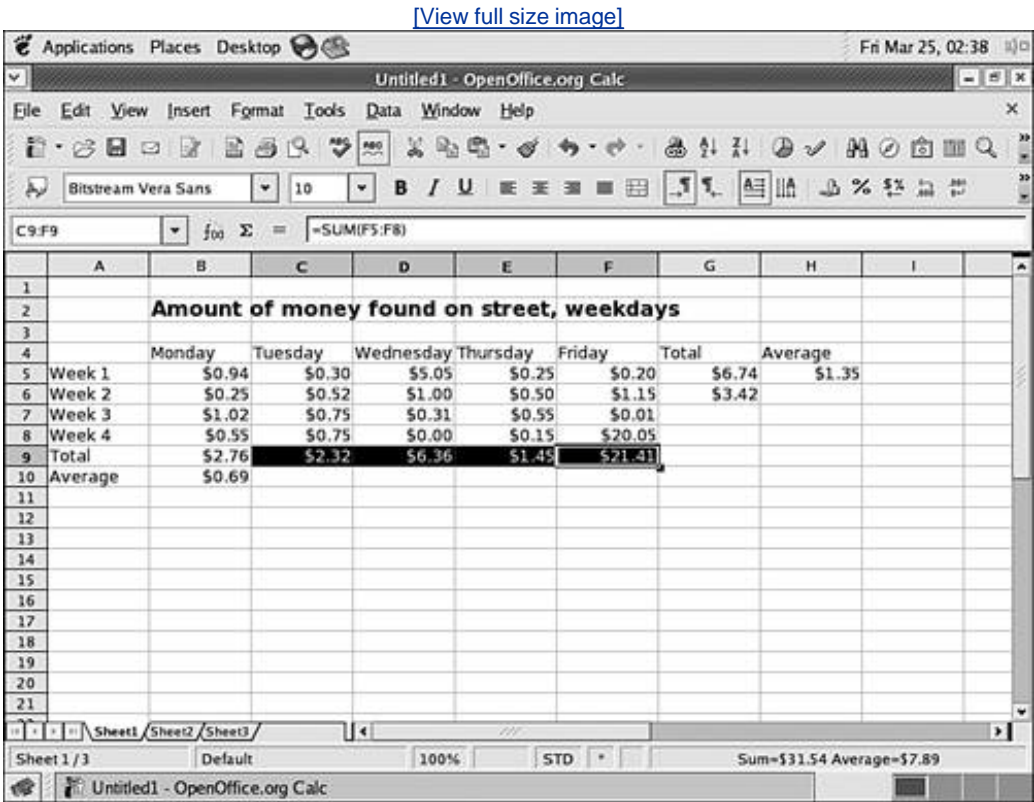 [View full size image]
Applications Places Desktop Fri Mar 25, 02:38
Untitled1 - OpenOffice.org Calc
File Edit View Insert Format Tools Data Window Help
Bitstream Vera Sans 10 B I U
C9:F9 f(x) Σ = =SUM(F5:F8)
A B C D E F G H I
1
2 Amount of money found on street, weekdays
3
4 Monday Tuesday Wednesday Thursday Friday Total Average
5 Week 1 $0.94 $0.30 $5.05 $0.25 $0.20 $6.74 $1.35
6 Week 2 $0.25 $0.52 $1.00 $0.50 $1.15 $3.42
7 Week 3 $1.02 $0.75 $0.31 $0.55 $0.01
8 Week 4 $0.55 $0.75 $0.00 $0.15 $20.05
9 Total $2.76 $2.32 $6.36 $1.45 $21.41
10 Average $0.69
11
12
13
14
15
16
17
18
19
20
21
Sheet1 Sheet2 Sheet3
Sheet 1 / 3 Default 100% STD * Sum=$31.54 Average=$7.89
Untitled1 - OpenOffice.org Calc